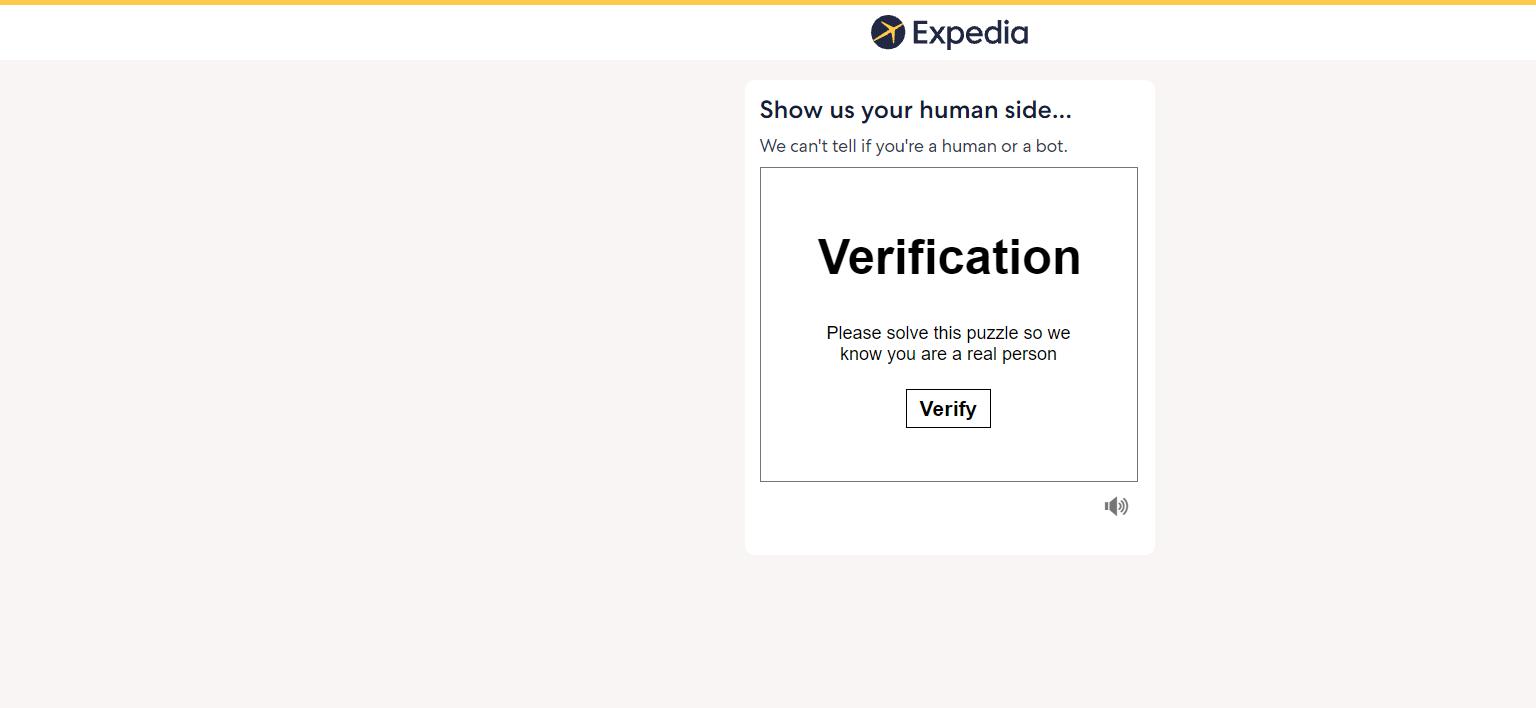 Expedia
Show us your human side...
We can't tell if you're a human or a bot.
Verification
Please solve this puzzle so we
know you are a real person
Verify